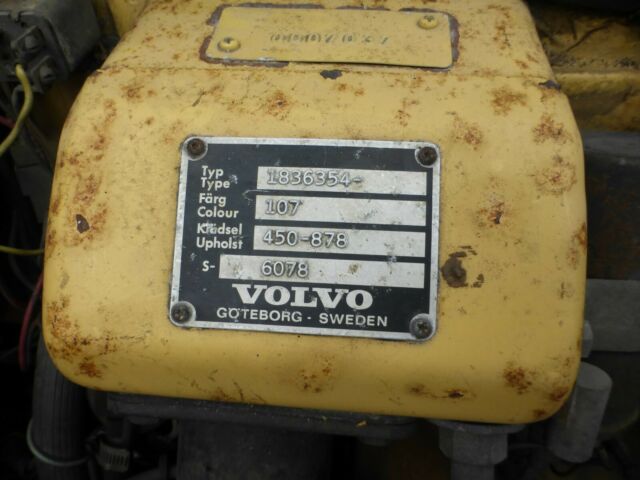 Typ
Type 1836354-
Färg
Colour 107
Klädsel
Upholst 450-878
S- 6078
VOLVO
GÖTEBORG - SWEDEN